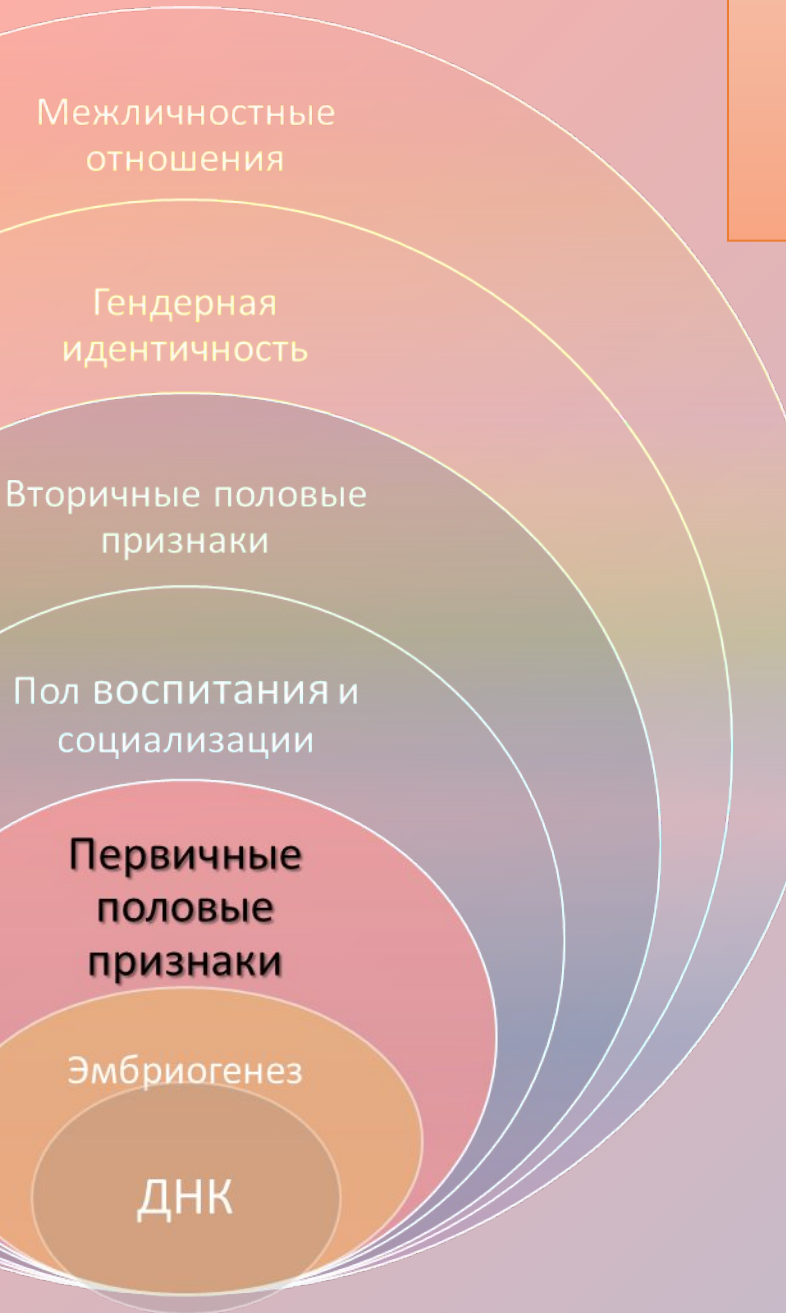 Межличностные
отношения
Гендерная
идентичность
Вторичные половые
признаки
Пол воспитания и
социализации
Первичные
половые
признаки
Эмбриогенез
ДНК